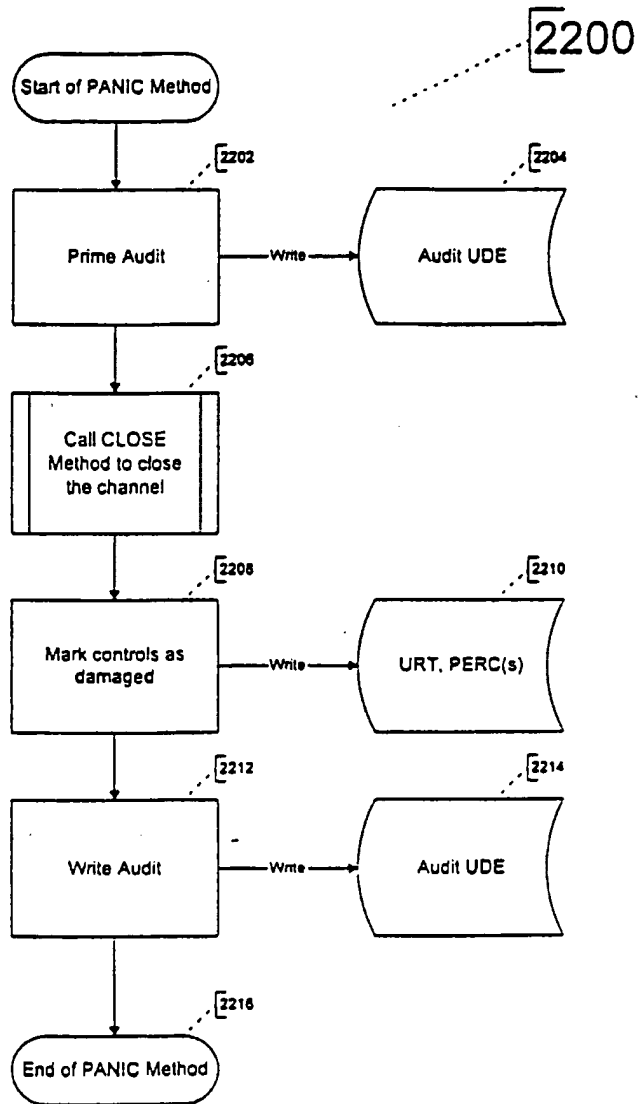 2200
Start of PANIC Method
2202
2204
Prime Audit
Write
Audit UDE
2206
Call CLOSE
Method to close
the channel
2208
2210
Mark controls as
damaged
Write
URT, PERC(s)
2212
2214
Write Audit
Write
Audit UDE
2216
End of PANIC Method